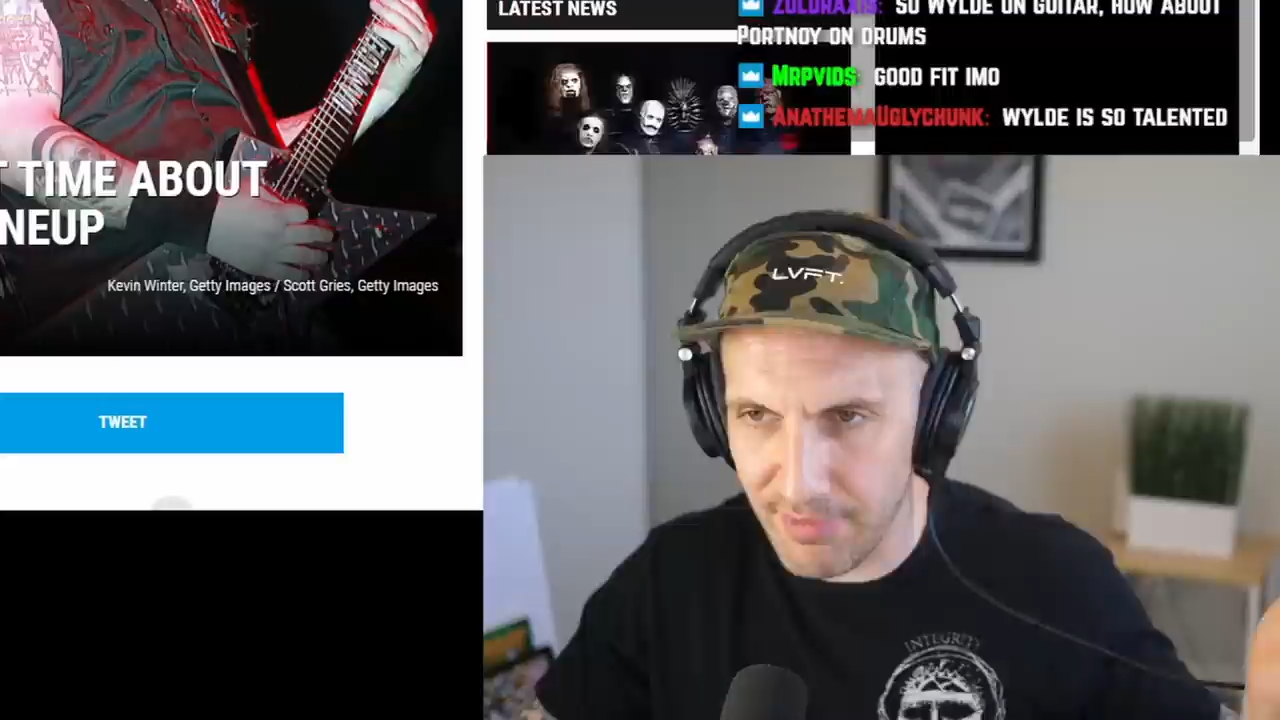 LATEST NEWS
ZOLDRAXIS: SO WYLDE ON GUITAR, HOW ABOUT
PORTNOY ON DRUMS
MRPVIDS: GOOD FIT IMO
ANATHEMAUGLYCHUNK: WYLDE IS SO TALENTED
T TIME ABOUT
NEUP
Kevin Winter, Getty Images / Scott Gries, Getty Images
TWEET
LVFT.
INTEGRITY